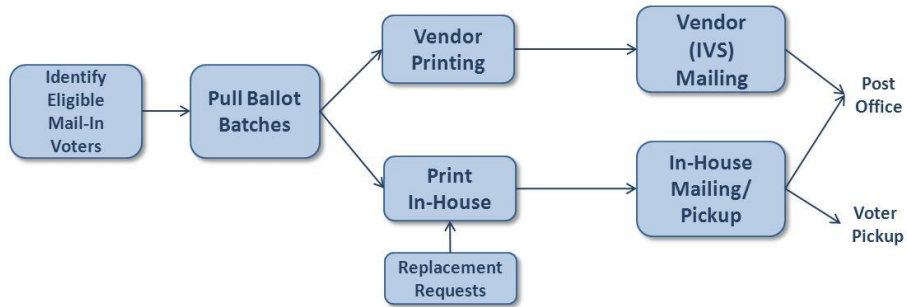 Identify
Eligible
Mail-In
Voters
Pull Ballot
Batches
Vendor
Printing
Vendor
(IVS)
Mailing
Post
Office
Print
In-House
In-House
Mailing/
Pickup
Voter
Pickup
Replacement
Requests